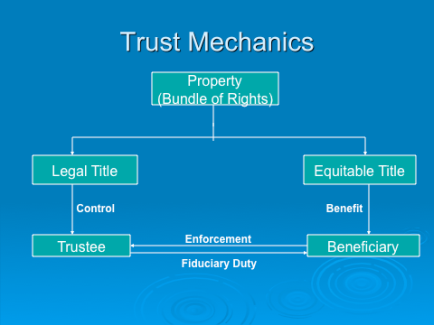 Trust Mechanics
Property
(Bundle of Rights)
Legal Title
Equitable Title
Control
Benefit
Trustee
Enforcement
Beneficiary
Fiduciary Duty